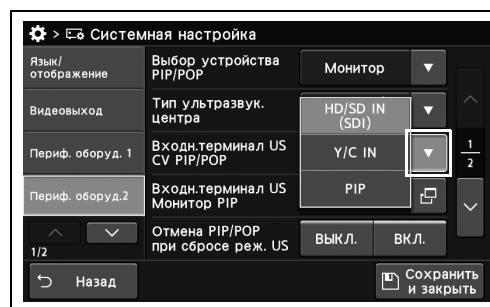 > Системная настройка
Язык/
отображение
Видеовыход
Периф. оборуд. 1
Периф. оборуд.2
1/2
Выбор устройства
PIP/POP
Монитор
Тип ультразвук.
центра
HD/SD IN
(SDI)
Входн.терминал US
CV PIP/POP
Y/C IN
Входн.терминал US
Монитор PIP
PIP
Отмена PIP/POP
при сбросе реж. US
ВЫКЛ.
ВКЛ.
1
2
Назад
Сохранить
и закрыть